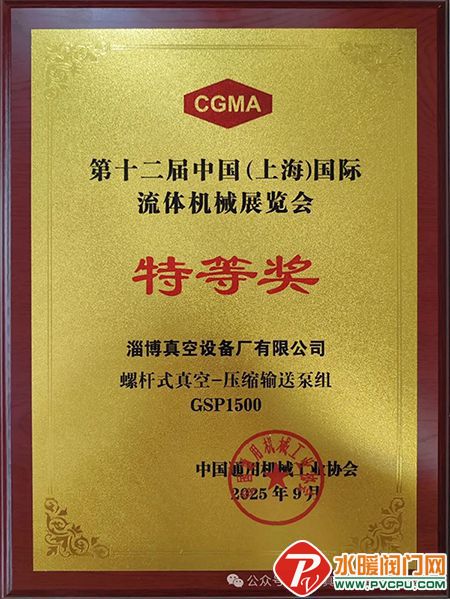 CGMA
第十二届中国(上海)国际
流体机械展览会
特等奖
淄博真空设备厂有限公司
螺杆式真空-压缩输送泵组
GSP1500
中国通用机械工业协会
2025年9月
公众号
水暖阀门网
WWW.PVCPU.COM